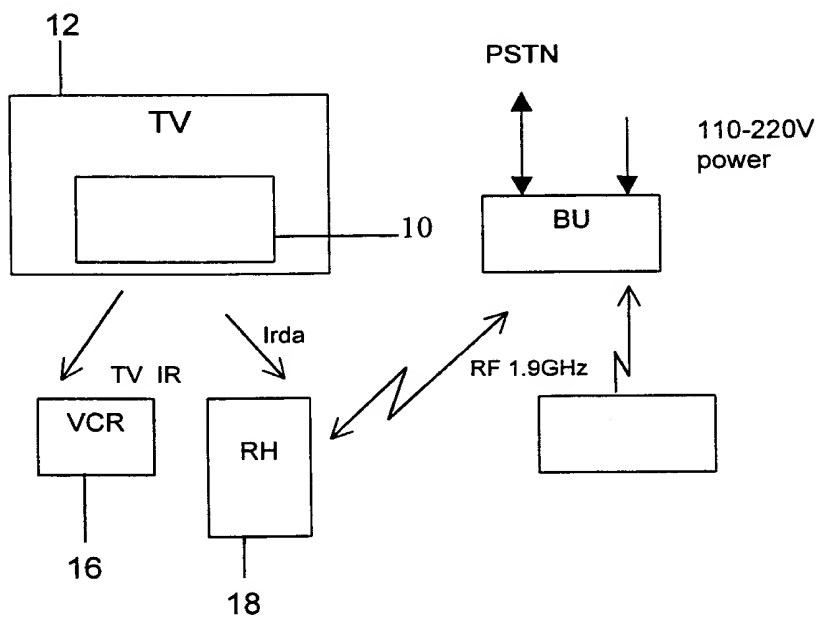 12
PSTN
TV
110-220V
power
BU
10
Irda
TV IR
RF 1.9GHz
VCR
RH
16
18